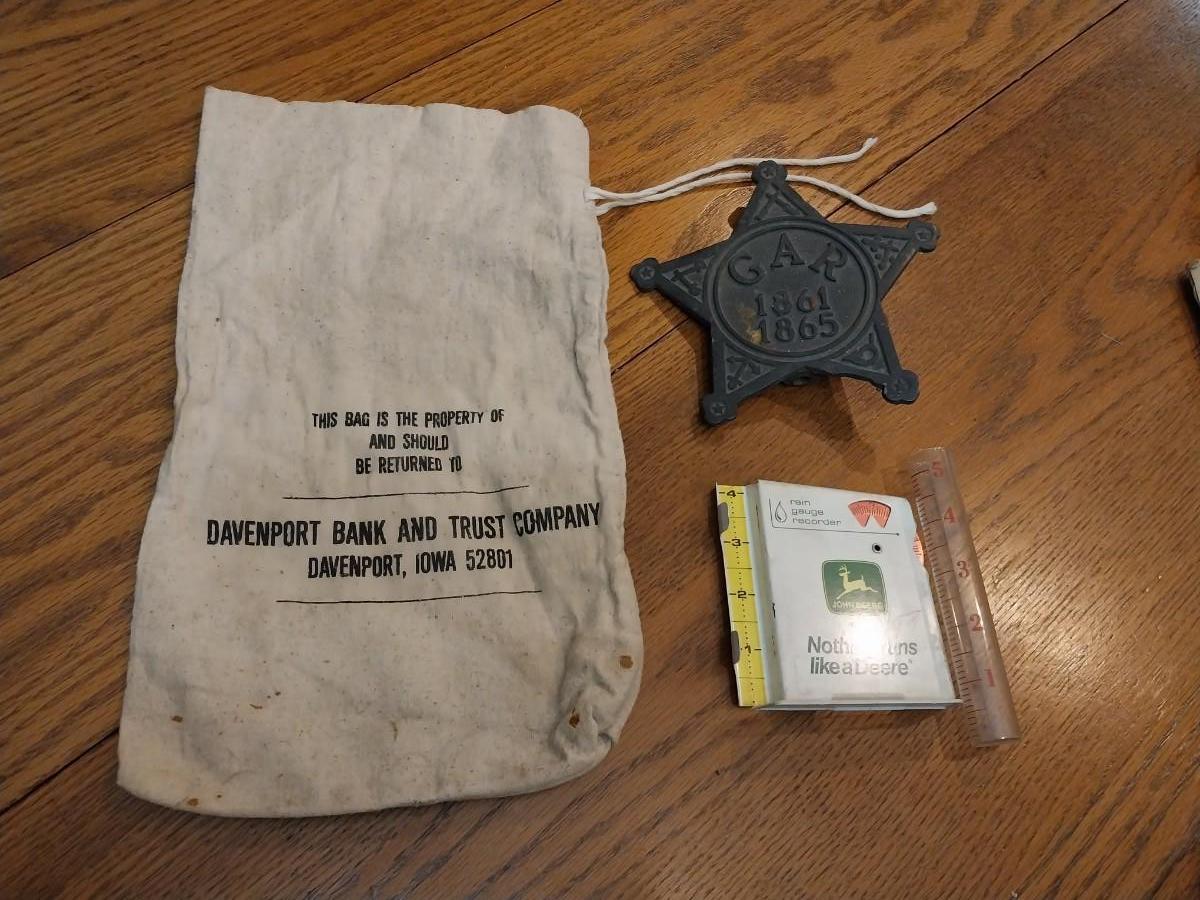 THIS BAG IS THE PROPERTY OF
AND SHOULD
BE RETURNED TO
DAVENPORT BANK AND TRUST COMPANY
DAVENPORT, IOWA 52801
GAR
1861
1865
4
3
2
1
rain
gauge
recorder
JOHN DEERE
like a Deere®
5
4
3
2
1